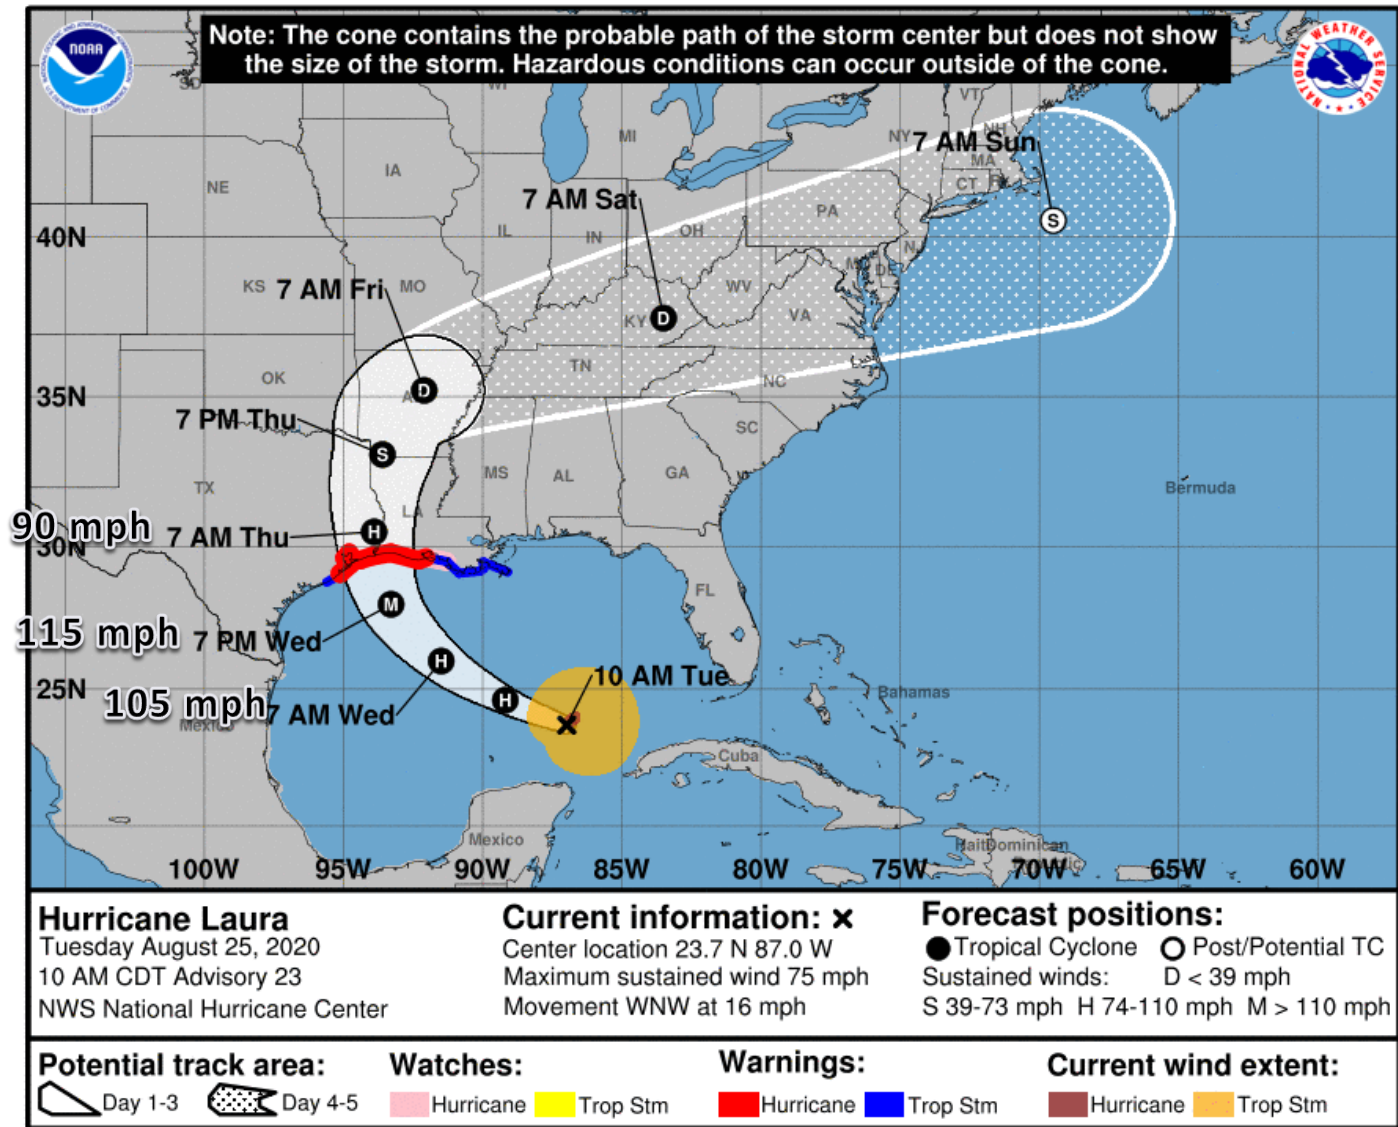 Note: The cone contains the probable path of the storm center but does not show
the size of the storm. Hazardous conditions can occur outside of the cone.
NOAA
NATIONAL WEATHER SERVICE
SD
WI
VT
NH
MI
NY
7 AM Sun
MA
CT
IA
NE
7 AM Sat
S
PA
40N
IL
IN
OH
NJ
DE
KS
7 AM Fri
MO
WV
KY
D
VA
TN
OK
35N
D
NC
7 PM Thu
S
SC
MS
AL
GA
TX
Bermuda
LA
90 mph
7 AM Thu
H
30N
FL
M
115 mph
7 PM Wed
H
10 AM Tue
25N
Bahamas
105 mph
H
7 AM Wed
Mexico
Cuba
Mexico
Haiti
Dominican
100W
95W
90W
85W
80W
75W
70W
65W
60W
Hurricane Laura
Tuesday August 25, 2020
10 AM CDT Advisory 23
NWS National Hurricane Center
Current information: x
Center location 23.7 N 87.0 W
Maximum sustained wind 75 mph
Movement WNW at 16 mph
Forecast positions:
Tropical Cyclone Post/Potential TC
Sustained winds: D < 39 mph
S 39-73 mph H 74-110 mph M > 110 mph
Potential track area:
Day 1-3 Day 4-5
Watches:
Hurricane Trop Stm
Warnings:
Hurricane Trop Stm
Current wind extent:
Hurricane Trop Stm